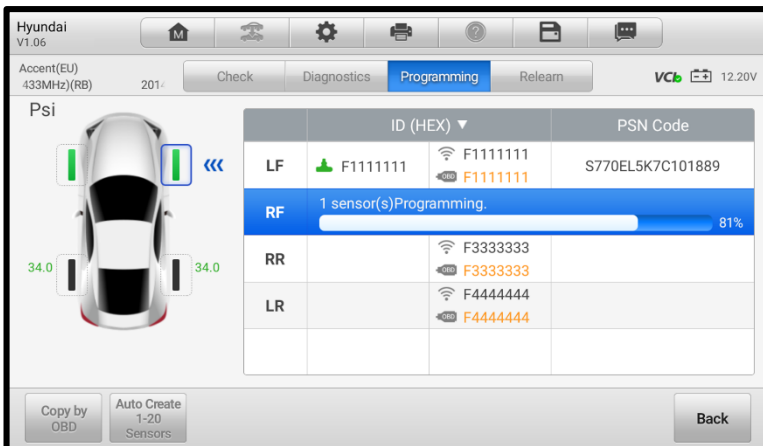 Hyundai
V1.06
M
Accent(EU)
433MHz)(RB) 2014
Check Diagnostics Programming Relearn
VCI 12.20V
Psi
ID (HEX) ▼ PSN Code
LF F1111111 F1111111 S770EL5K7C101889
OBD F1111111
RF 1 sensor(s)Programming.
81%
RR F3333333
OBD F3333333
34.0 34.0
LR F4444444
OBD F4444444
Copy by
OBD
Auto Create
1-20
Sensors
Back